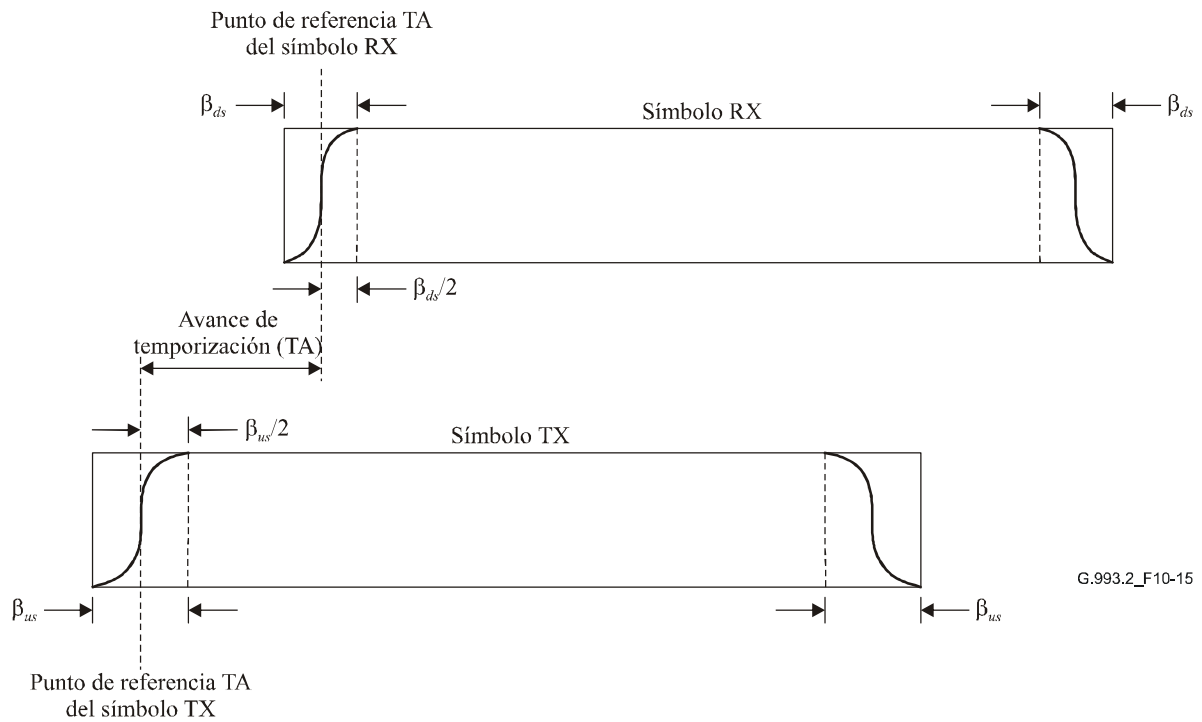 Punto de referencia TA
del símbolo RX
β_ds
Símbolo RX
β_ds
β_ds/2
Avance de
temporización (TA)
β_us/2
Símbolo TX
G.993.2_F10-15
β_us
β_us
Punto de referencia TA
del símbolo TX